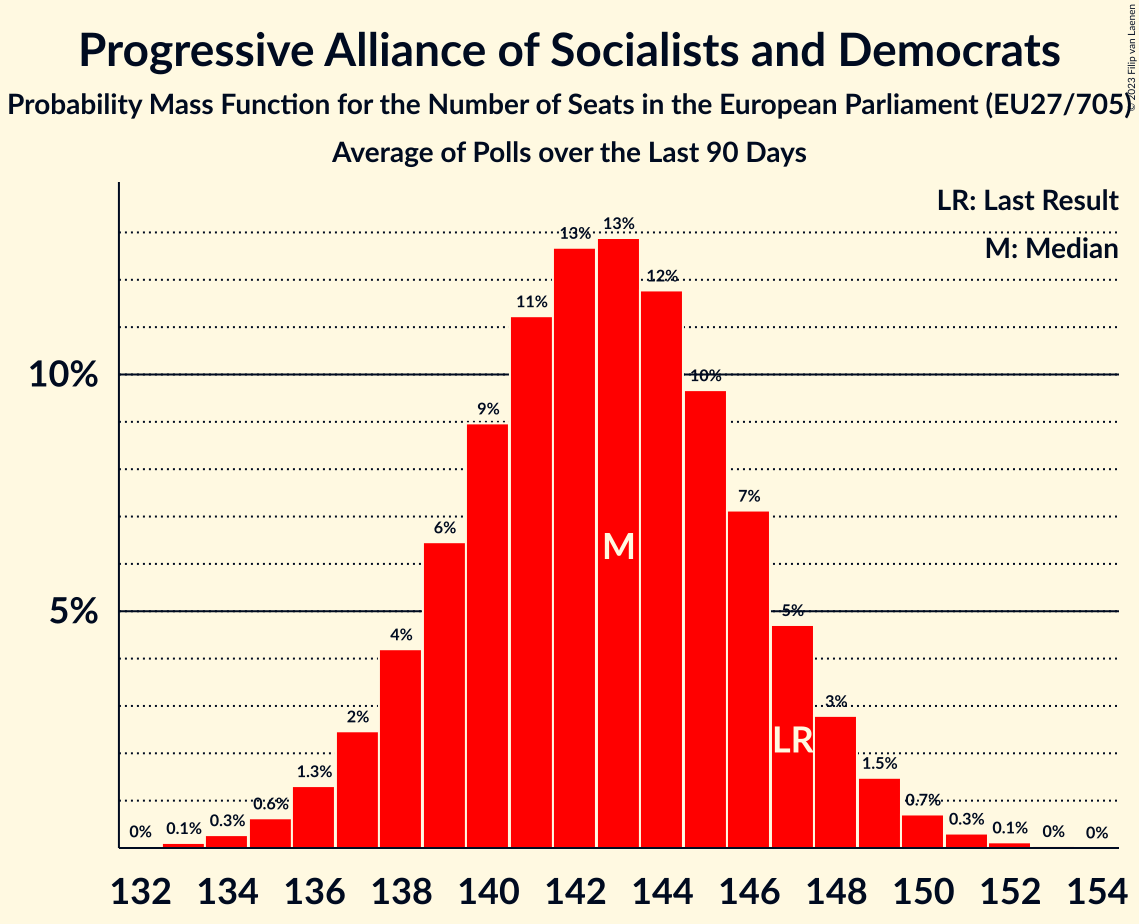 Progressive Alliance of Socialists and Democrats
Probability Mass Function for the Number of Seats in the European Parliament (EU27/705)
Average of Polls over the Last 90 Days
© 2023 Filip van Laenen
LR: Last Result
M: Median
10%
5%
0%
0.1%
0.3%
0.6%
1.3%
2%
4%
6%
9%
11%
13%
13%
12%
10%
7%
5%
3%
1.5%
0.7%
0.3%
0.1%
0%
0%
M
LR
132 134 136 138 140 142 144 146 148 150 152 154